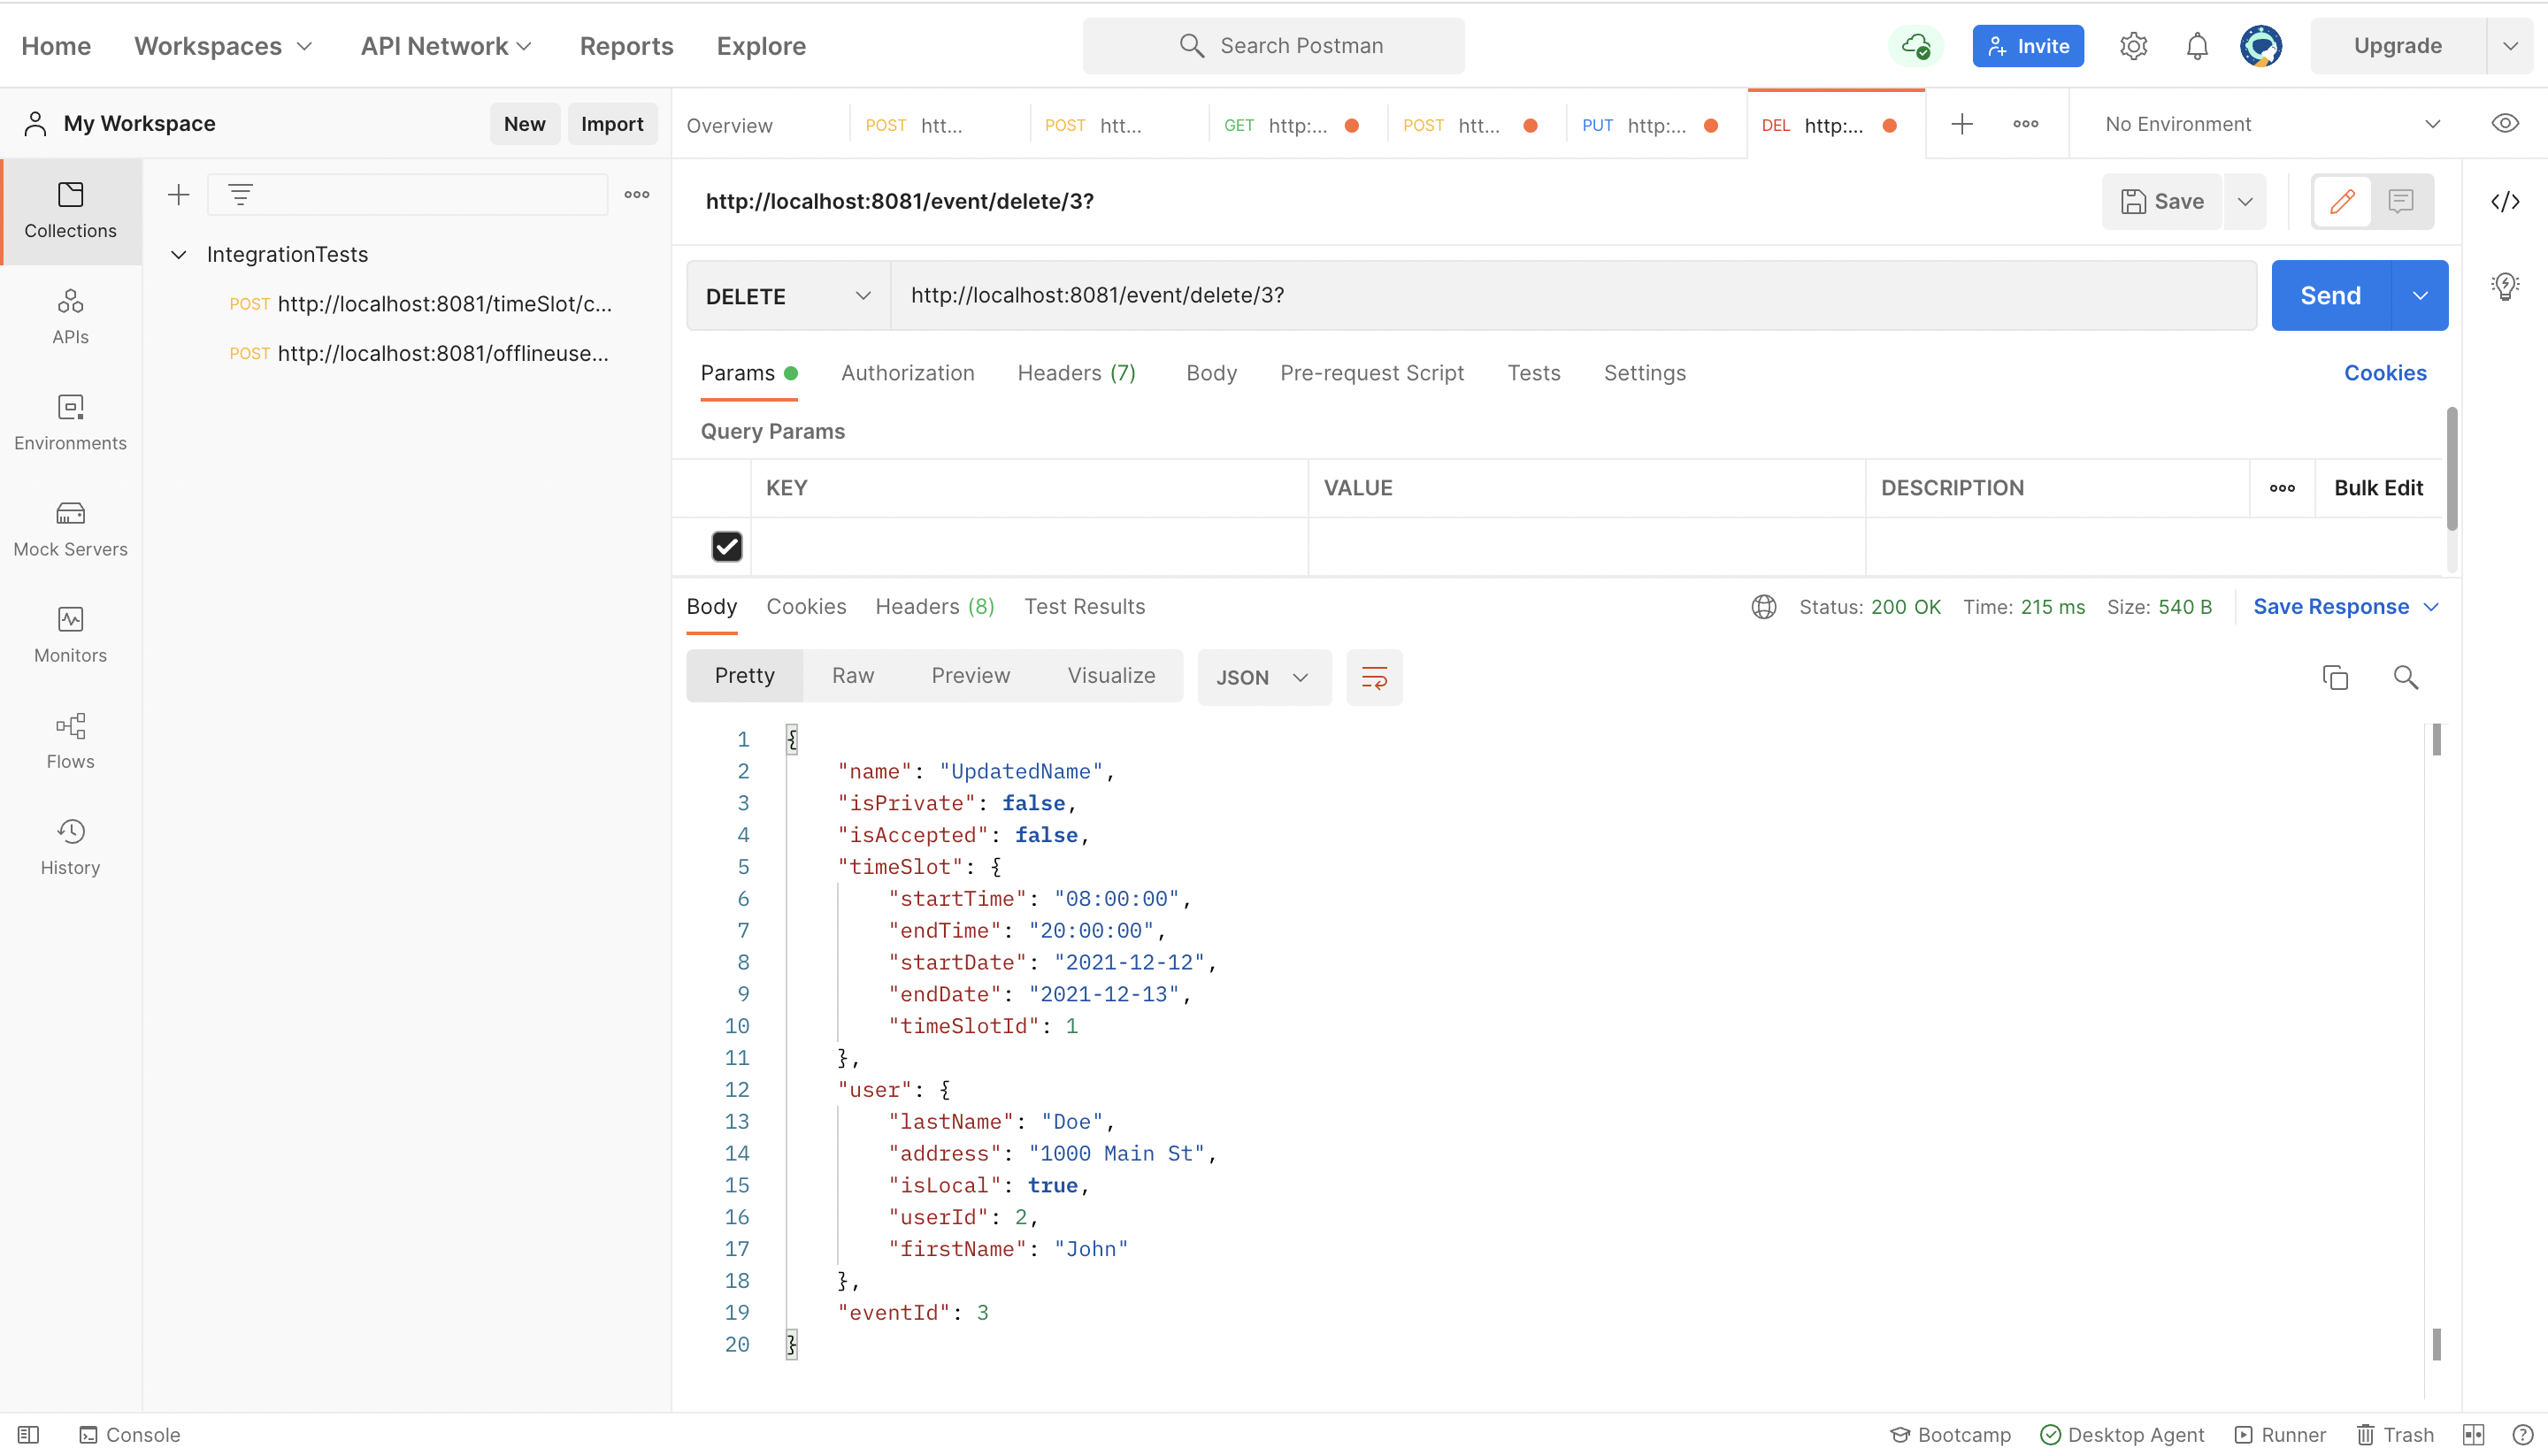 Home Workspaces API Network Reports Explore Search Postman Invite Upgrade
My Workspace New Import Overview POST htt... POST htt... GET http:... POST htt... PUT http:... DEL http:... No Environment
Collections
APIs
Environments
Mock Servers
Monitors
Flows
History
IntegrationTests
POST http://localhost:8081/timeSlot/c...
POST http://localhost:8081/offlineuse...
http://localhost:8081/event/delete/3? Save
DELETE http://localhost:8081/event/delete/3? Send
Params Authorization Headers (7) Body Pre-request Script Tests Settings Cookies
Query Params
KEY VALUE DESCRIPTION Bulk Edit
Body Cookies Headers (8) Test Results Status: 200 OK Time: 215 ms Size: 540 B Save Response
Pretty Raw Preview Visualize JSON
1 {
2 "name": "UpdatedName",
3 "isPrivate": false,
4 "isAccepted": false,
5 "timeSlot": {
6 "startTime": "08:00:00",
7 "endTime": "20:00:00",
8 "startDate": "2021-12-12",
9 "endDate": "2021-12-13",
10 "timeSlotId": 1
11 },
12 "user": {
13 "lastName": "Doe",
14 "address": "1000 Main St",
15 "isLocal": true,
16 "userId": 2,
17 "firstName": "John"
18 },
19 "eventId": 3
20 }
Console Bootcamp Desktop Agent Runner Trash